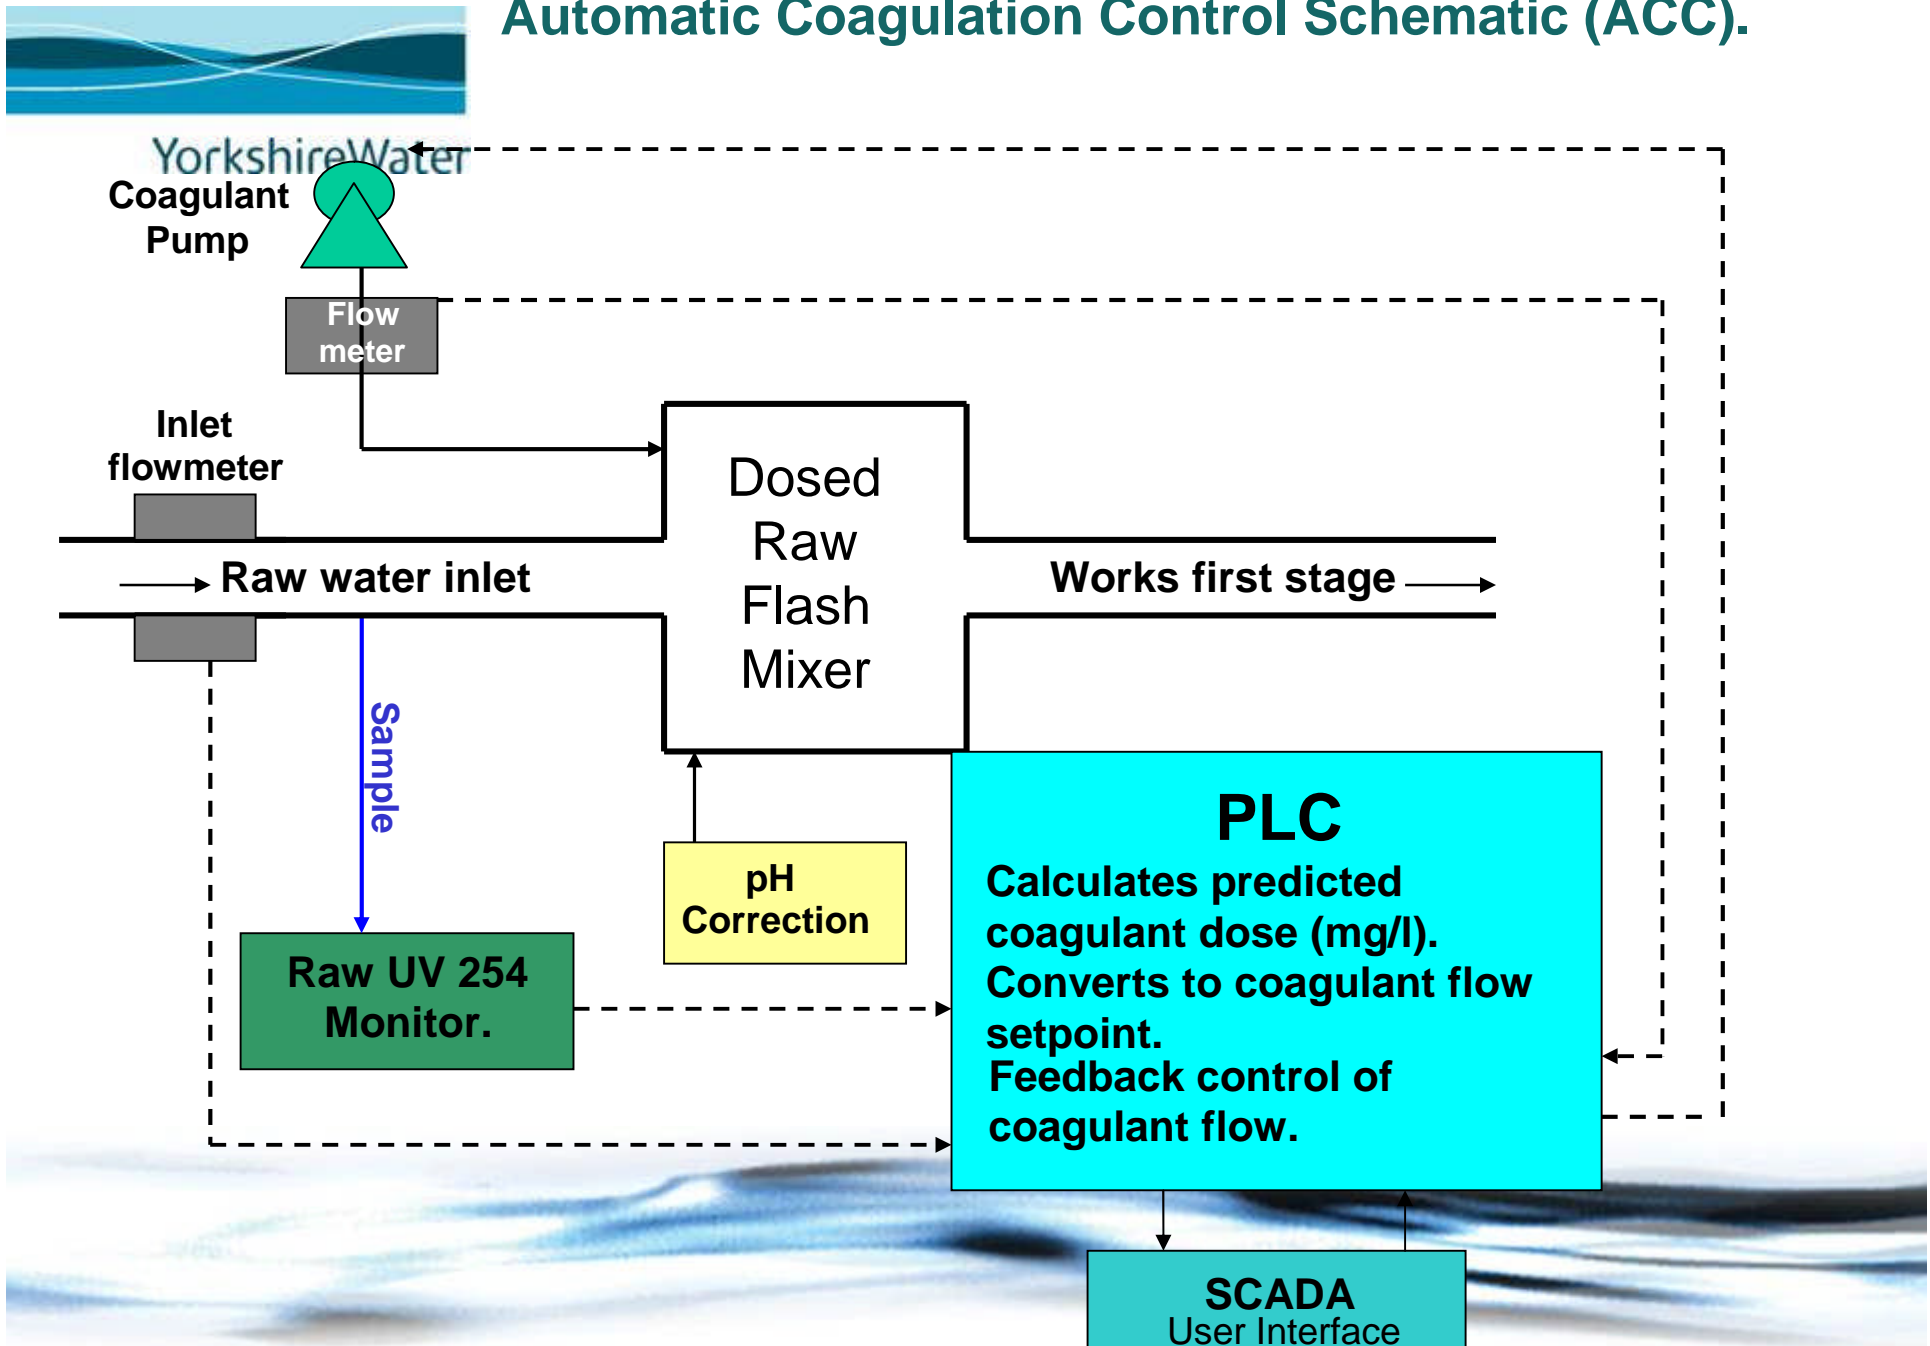 Automatic Coagulation Control Schematic (ACC).
YorkshireWater
Coagulant
Pump
Flow
meter
Inlet
flowmeter
Raw water inlet
Dosed
Raw
Flash
Mixer
Works first stage
Sample
pH
Correction
Raw UV 254
Monitor.
PLC
Calculates predicted
coagulant dose (mg/l).
Converts to coagulant flow
setpoint.
Feedback control of
coagulant flow.
SCADA
User Interface